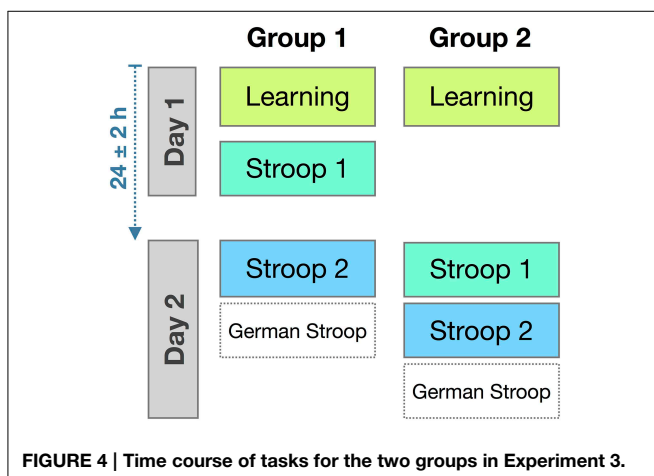 Group 1 Group 2
24 ± 2 h
Day 1
Learning Learning
Stroop 1
Day 2
Stroop 2 Stroop 1
German Stroop Stroop 2
German Stroop
FIGURE 4 | Time course of tasks for the two groups in Experiment 3.